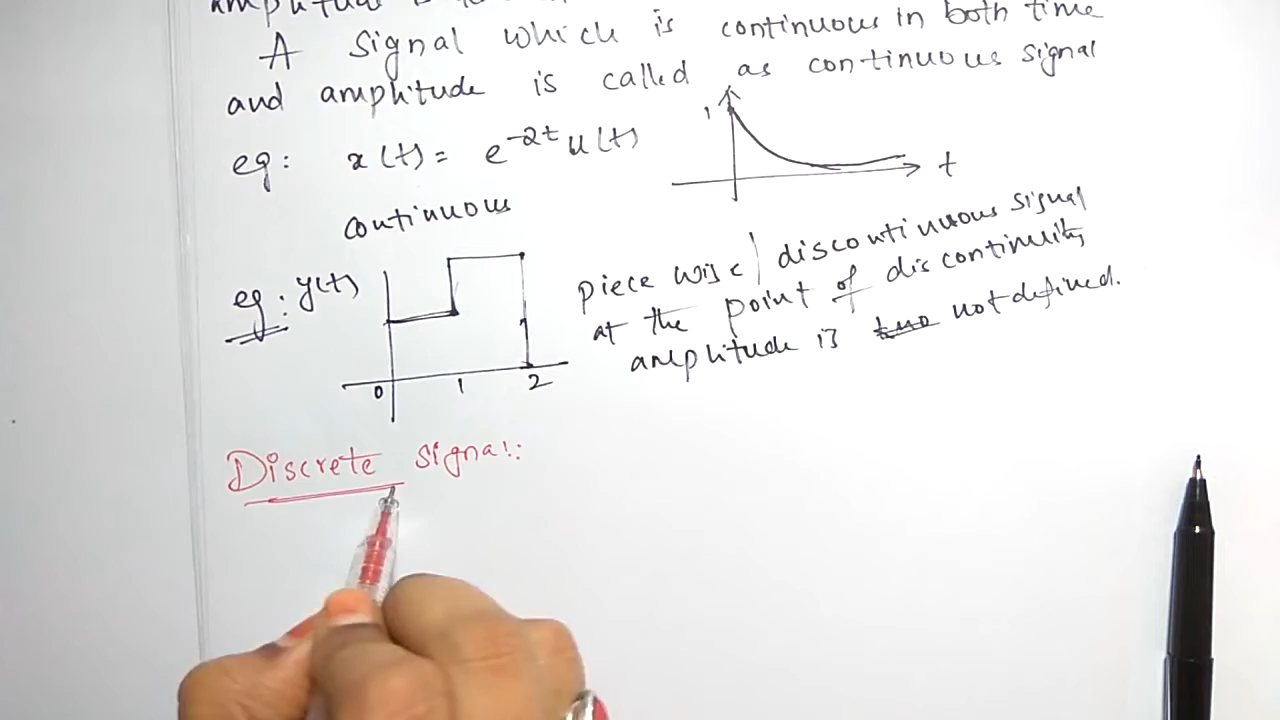 A signal which is continuous in both time
and amplitude is called as continuous signal
eg: x(t) = e^-2t u(t)
1
t
continuous
eg: y(t)
0 1 2
piece wise/ discontinuous signal
at the point of discontinuity
amplitude is not defined.
Discrete signal: